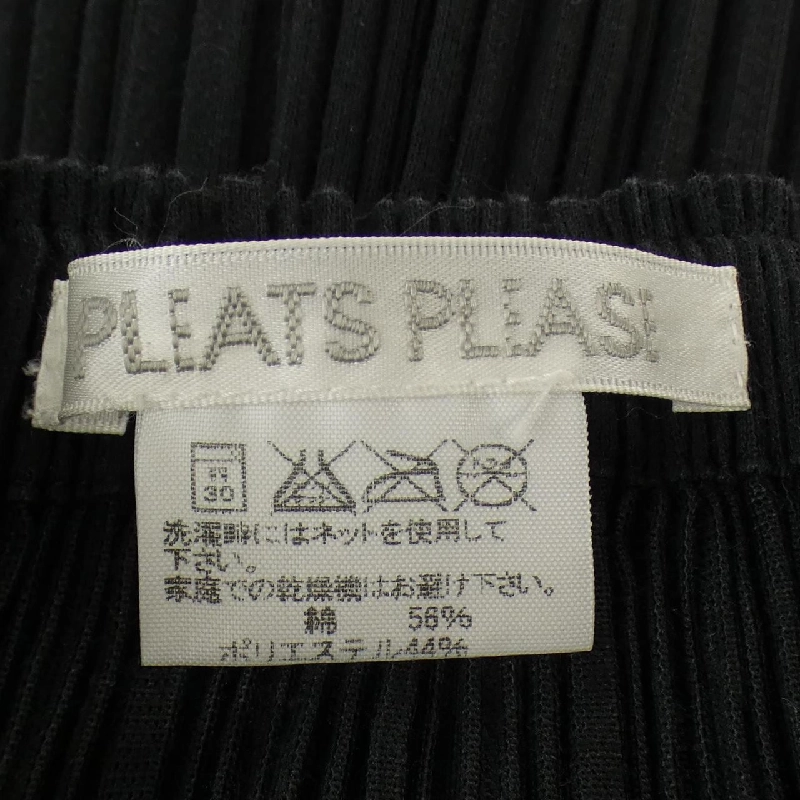 PLEATS PLEASE
弱
30
洗濯時にはネットを使用して
下さい。
家庭での乾燥機はお避け下さい。
綿 56%
ポリエステル44%